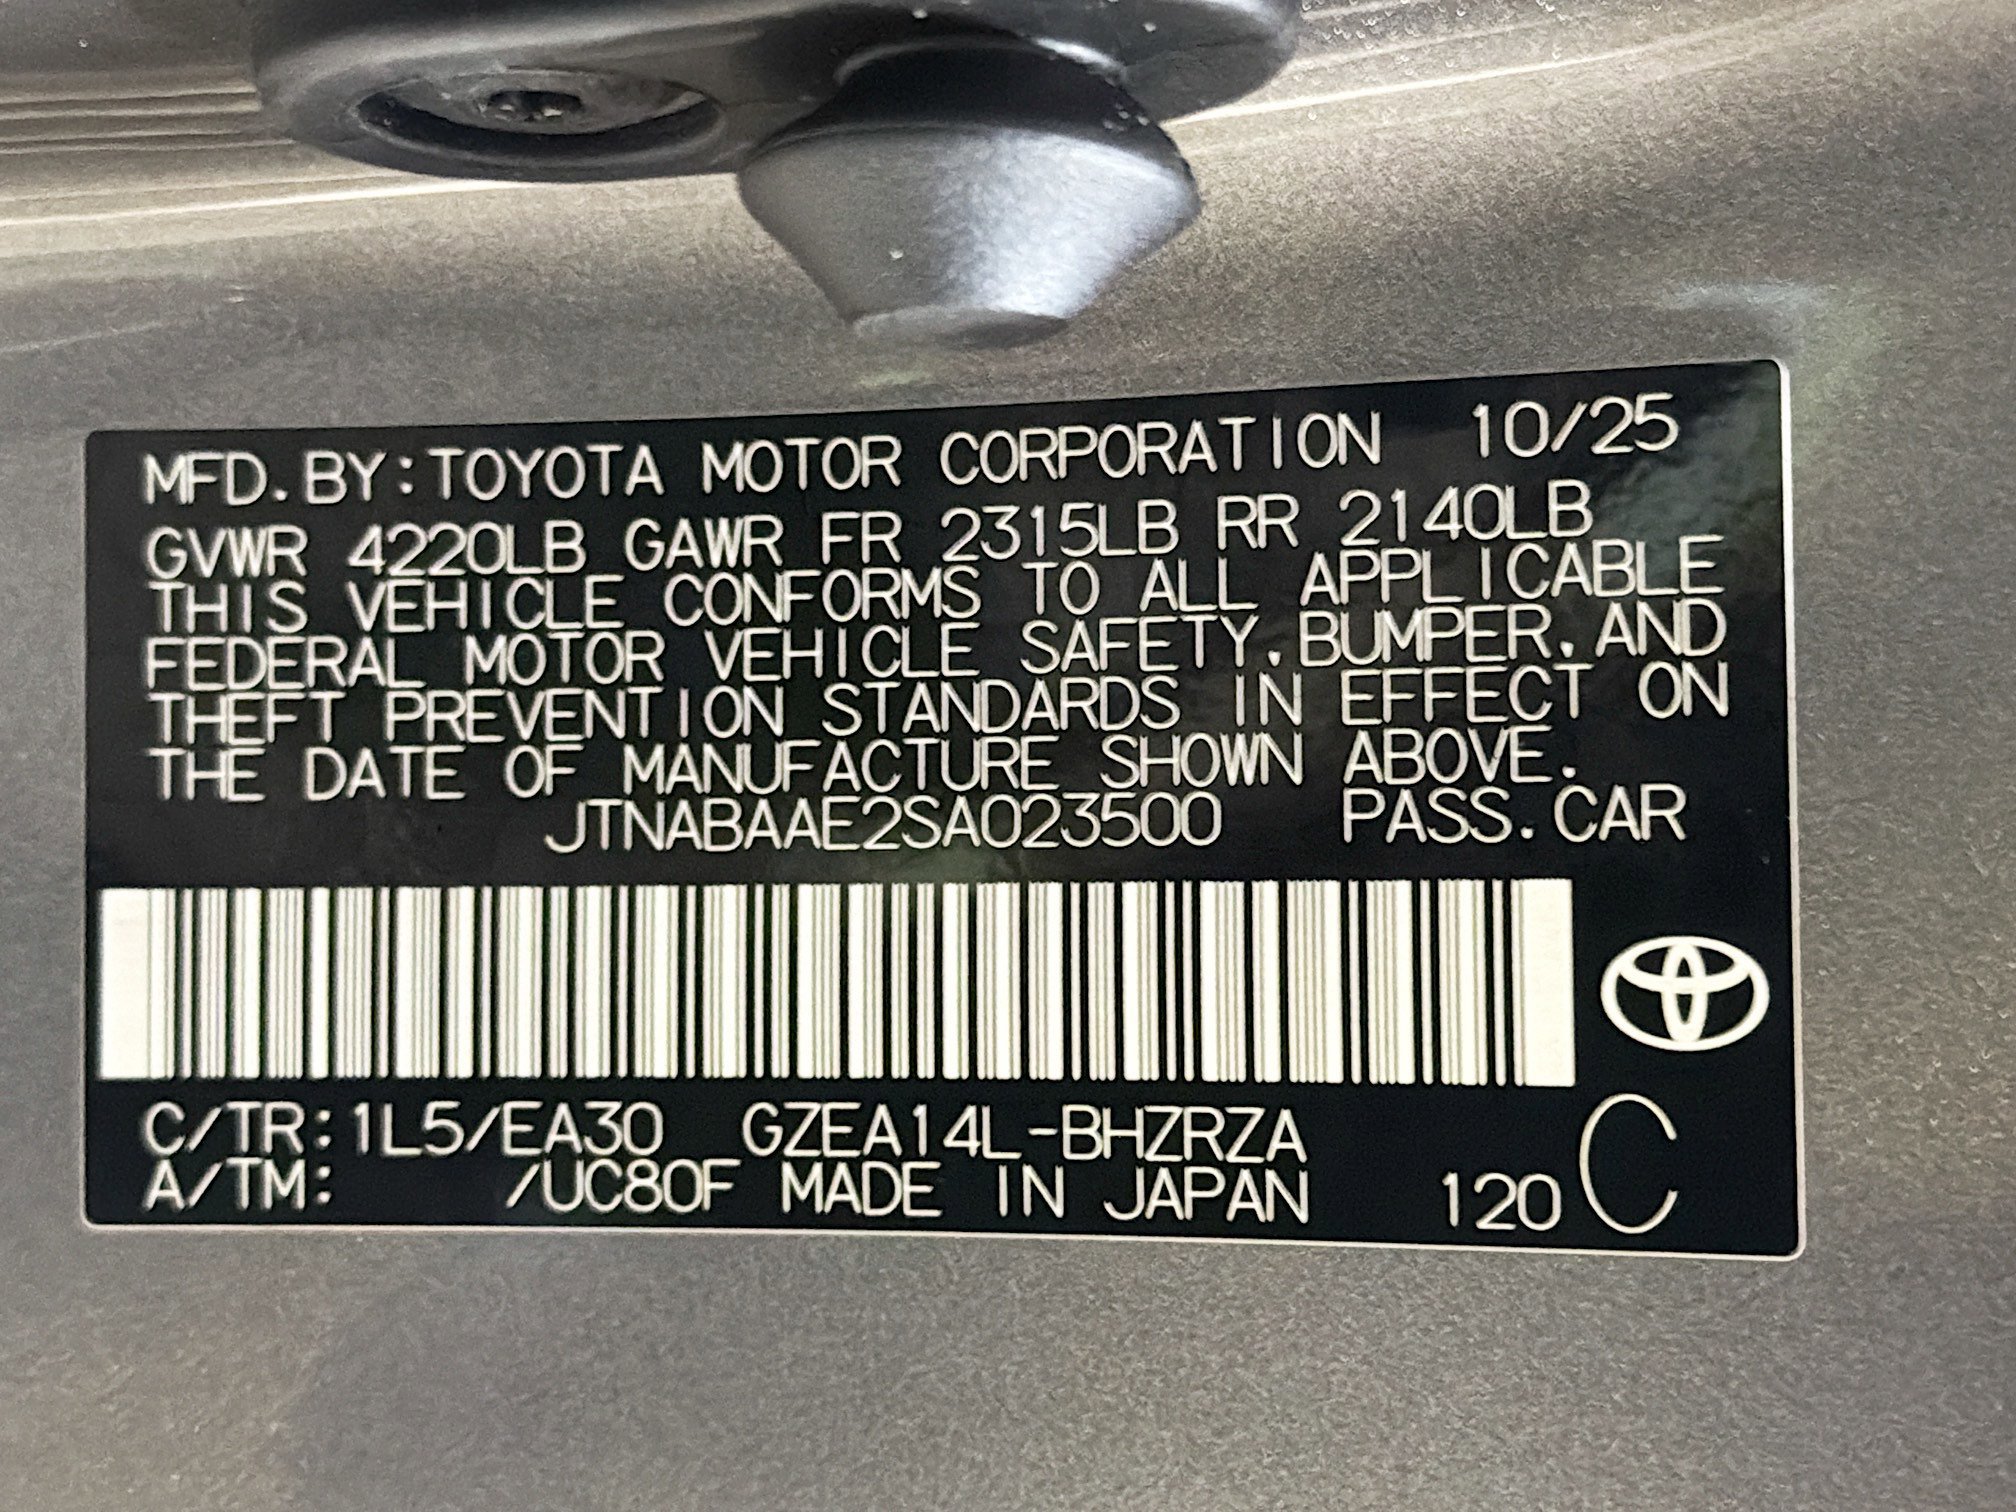 MFD.BY:TOYOTA MOTOR CORPORATION 10/25
GVWR 4220LB GAWR FR 2315LB RR 2140LB
THIS VEHICLE CONFORMS TO ALL APPLICABLE
FEDERAL MOTOR VEHICLE SAFETY.BUMPER.AND
THEFT PREVENTION STANDARDS IN EFFECT ON
THE DATE OF MANUFACTURE SHOWN ABOVE.
JTNABAAE2SA023500 PASS.CAR
C/TR:1L5/EA30 GZEA14L-BHZRZA
A/TM: /UC80F MADE IN JAPAN 120 C